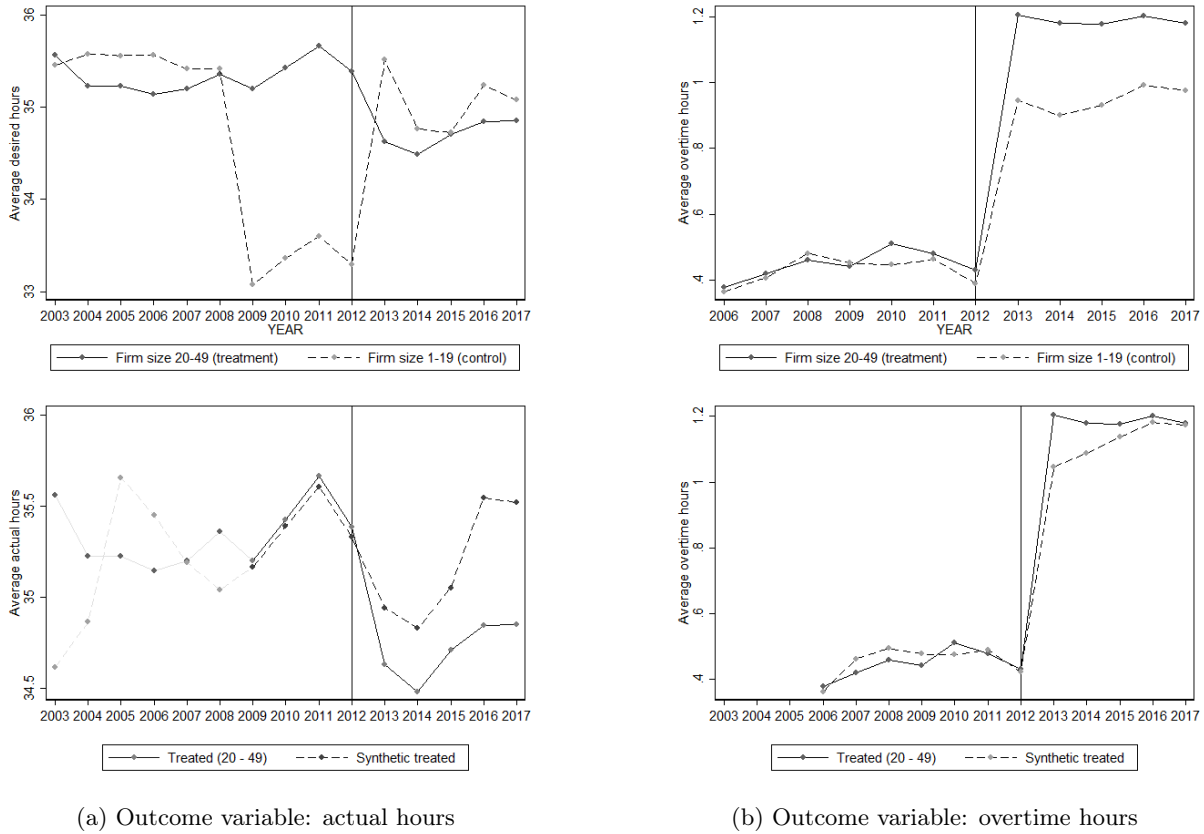 Average desired hours
36
35
34
33
2003 2004 2005 2006 2007 2008 2009 2010 2011 2012 2013 2014 2015 2016 2017
YEAR
Firm size 20-49 (treatment) Firm size 1-19 (control)
Average overtime hours
1.2
1
.8
.6
.4
2006 2007 2008 2009 2010 2011 2012 2013 2014 2015 2016 2017
YEAR
Firm size 20-49 (treatment) Firm size 1-19 (control)
Average actual hours
36
35.5
35
34.5
2003 2004 2005 2006 2007 2008 2009 2010 2011 2012 2013 2014 2015 2016 2017
Treated (20 - 49) Synthetic treated
Average overtime hours
1.2
1
.8
.6
.4
2003 2004 2005 2006 2007 2008 2009 2010 2011 2012 2013 2014 2015 2016 2017
Treated (20 - 49) Synthetic treated
(a) Outcome variable: actual hours
(b) Outcome variable: overtime hours